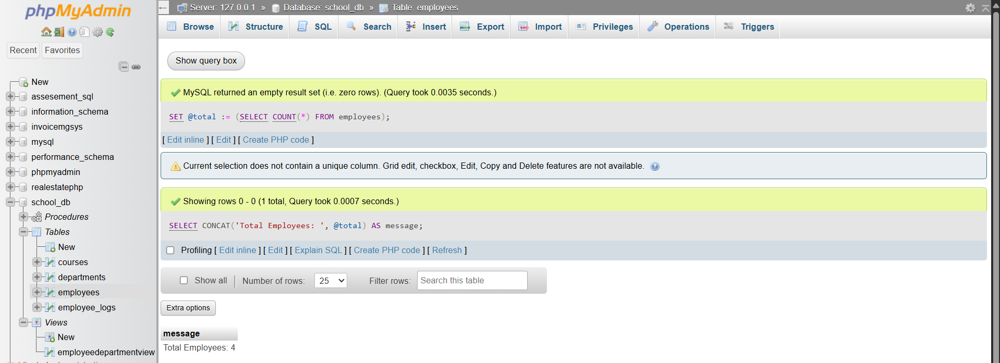 phpMyAdmin
Recent Favorites
New
assesement_sql
information_schema
invoicemgsys
mysql
performance_schema
phpmyadmin
realestatephp
school_db
Procedures
Tables
New
courses
departments
employees
employee_logs
Views
New
employeedepartmentview
← Server: 127.0.0.1 » Database: school_db » Table: employees
Browse Structure SQL Search Insert Export Import Privileges Operations Triggers
Show query box
MySQL returned an empty result set (i.e. zero rows). (Query took 0.0035 seconds.)
SET @total := (SELECT COUNT(*) FROM employees);
[ Edit inline ] [ Edit ] [ Create PHP code ]
Current selection does not contain a unique column. Grid edit, checkbox, Edit, Copy and Delete features are not available.
Showing rows 0 - 0 (1 total, Query took 0.0007 seconds.)
SELECT CONCAT('Total Employees: ', @total) AS message;
Profiling [ Edit inline ] [ Edit ] [ Explain SQL ] [ Create PHP code ] [ Refresh ]
Show all Number of rows: 25 Filter rows: Search this table
Extra options
message
Total Employees: 4